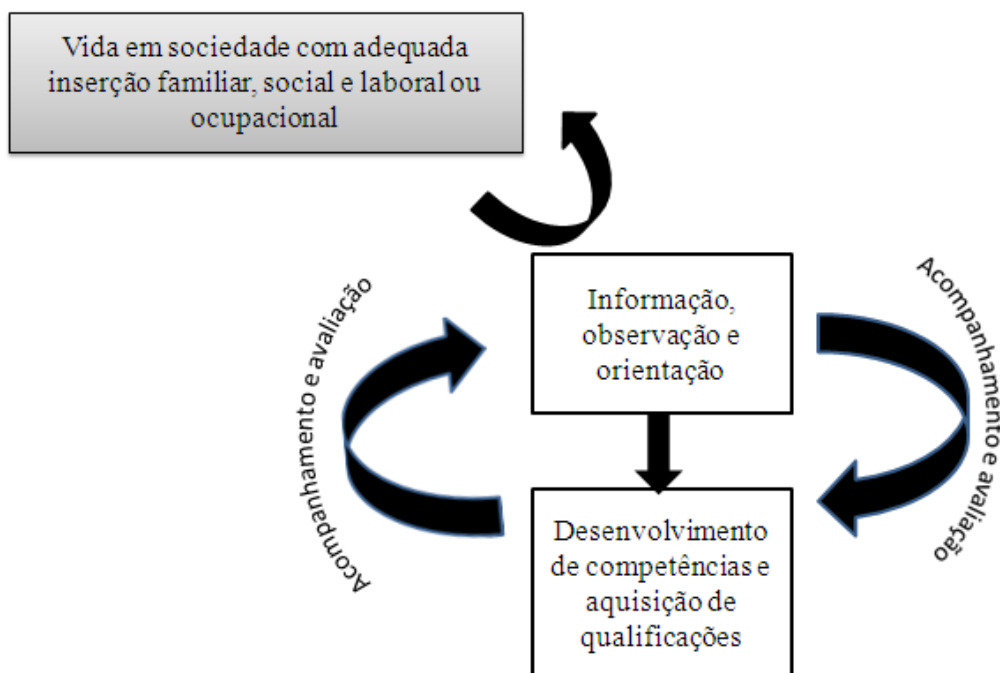 Vida em sociedade com adequada
inserção familiar, social e laboral ou
ocupacional
Informação,
observação e
orientação
Acompanhamento e avaliação
Acompanhamento e avaliação
Desenvolvimento
de competências e
aquisição de
qualificações